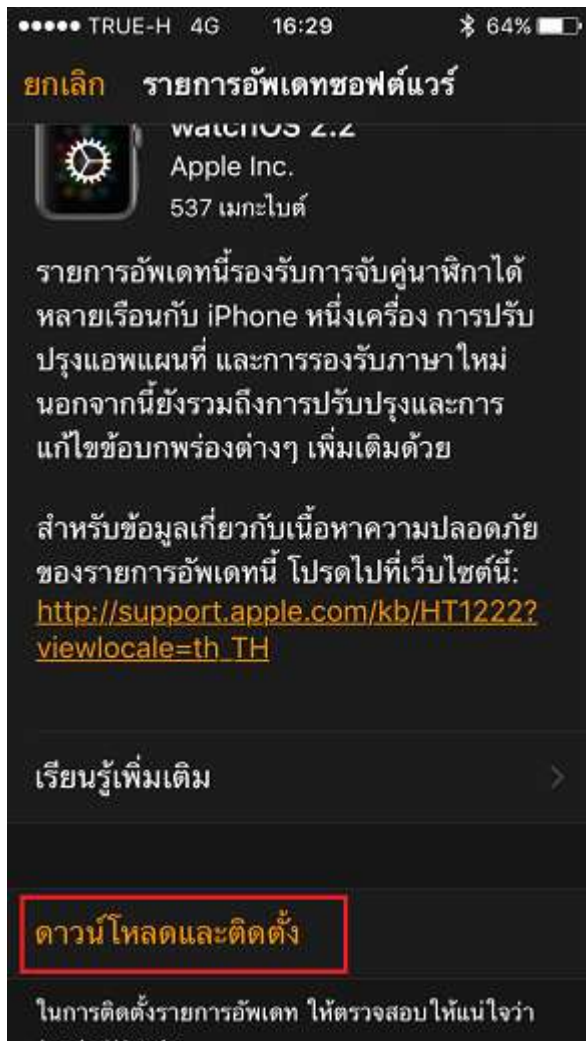 TRUE-H 4G 16:29 64%
ยกเลิก รายการอัพเดทซอฟต์แวร์
watchOS 2.2
Apple Inc.
537 เมกะไบต์
รายการอัพเดทนี้รองรับการจับคู่นาฬิกาได้
หลายเรือนกับ iPhone หนึ่งเครื่อง การปรับ
ปรุงแอพแผนที่ และการรองรับภาษาใหม่
นอกจากนี้ยังรวมถึงการปรับปรุงและการ
แก้ไขข้อบกพร่องต่างๆ เพิ่มเติมด้วย
สำหรับข้อมูลเกี่ยวกับเนื้อหาความปลอดภัย
ของรายการอัพเดทนี้ โปรดไปที่เว็บไซต์นี้:
http://support.apple.com/kb/HT1222?
viewlocale=th_TH
เรียนรู้เพิ่มเติม
ดาวน์โหลดและติดตั้ง
ในการติดตั้งรายการอัพเดท ให้ตรวจสอบให้แน่ใจว่า